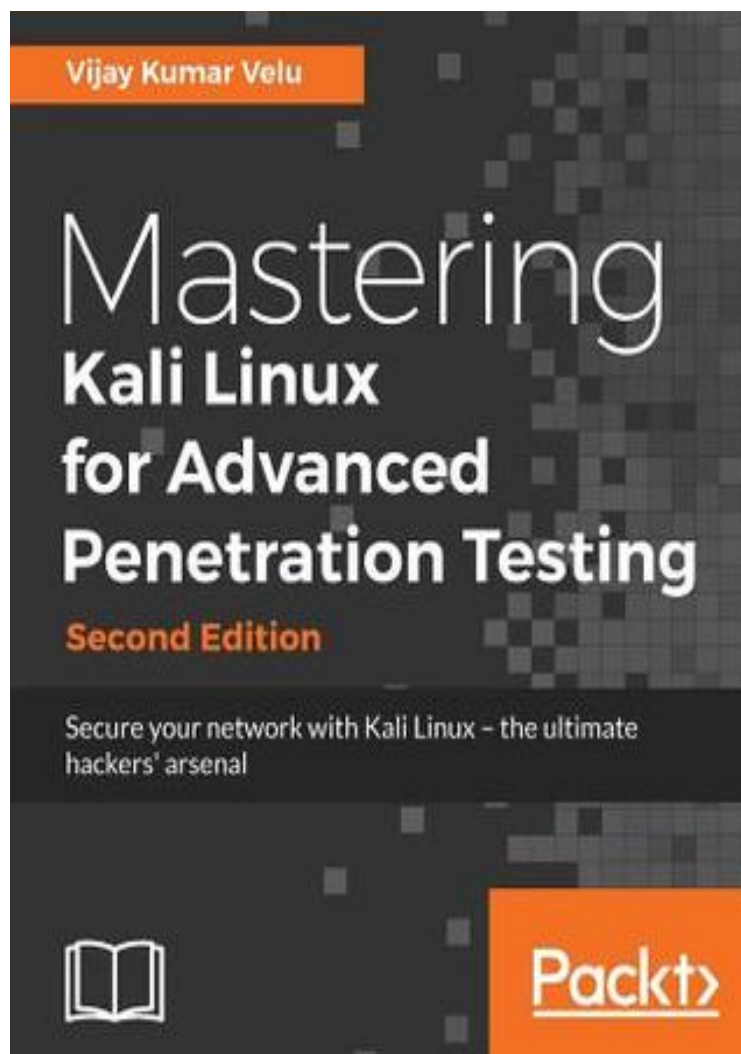 Vijay Kumar Velu
Mastering
Kali Linux
for Advanced
Penetration Testing
Second Edition
Secure your network with Kali Linux – the ultimate
hackers' arsenal
Packt>